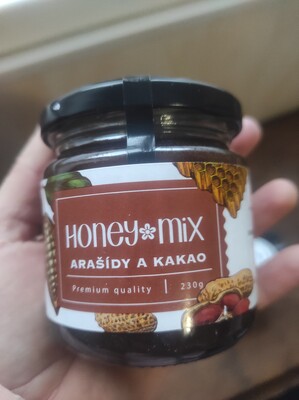 HONEY MIX
ARAŠÍDY A KAKAO
Premium quality | 230g